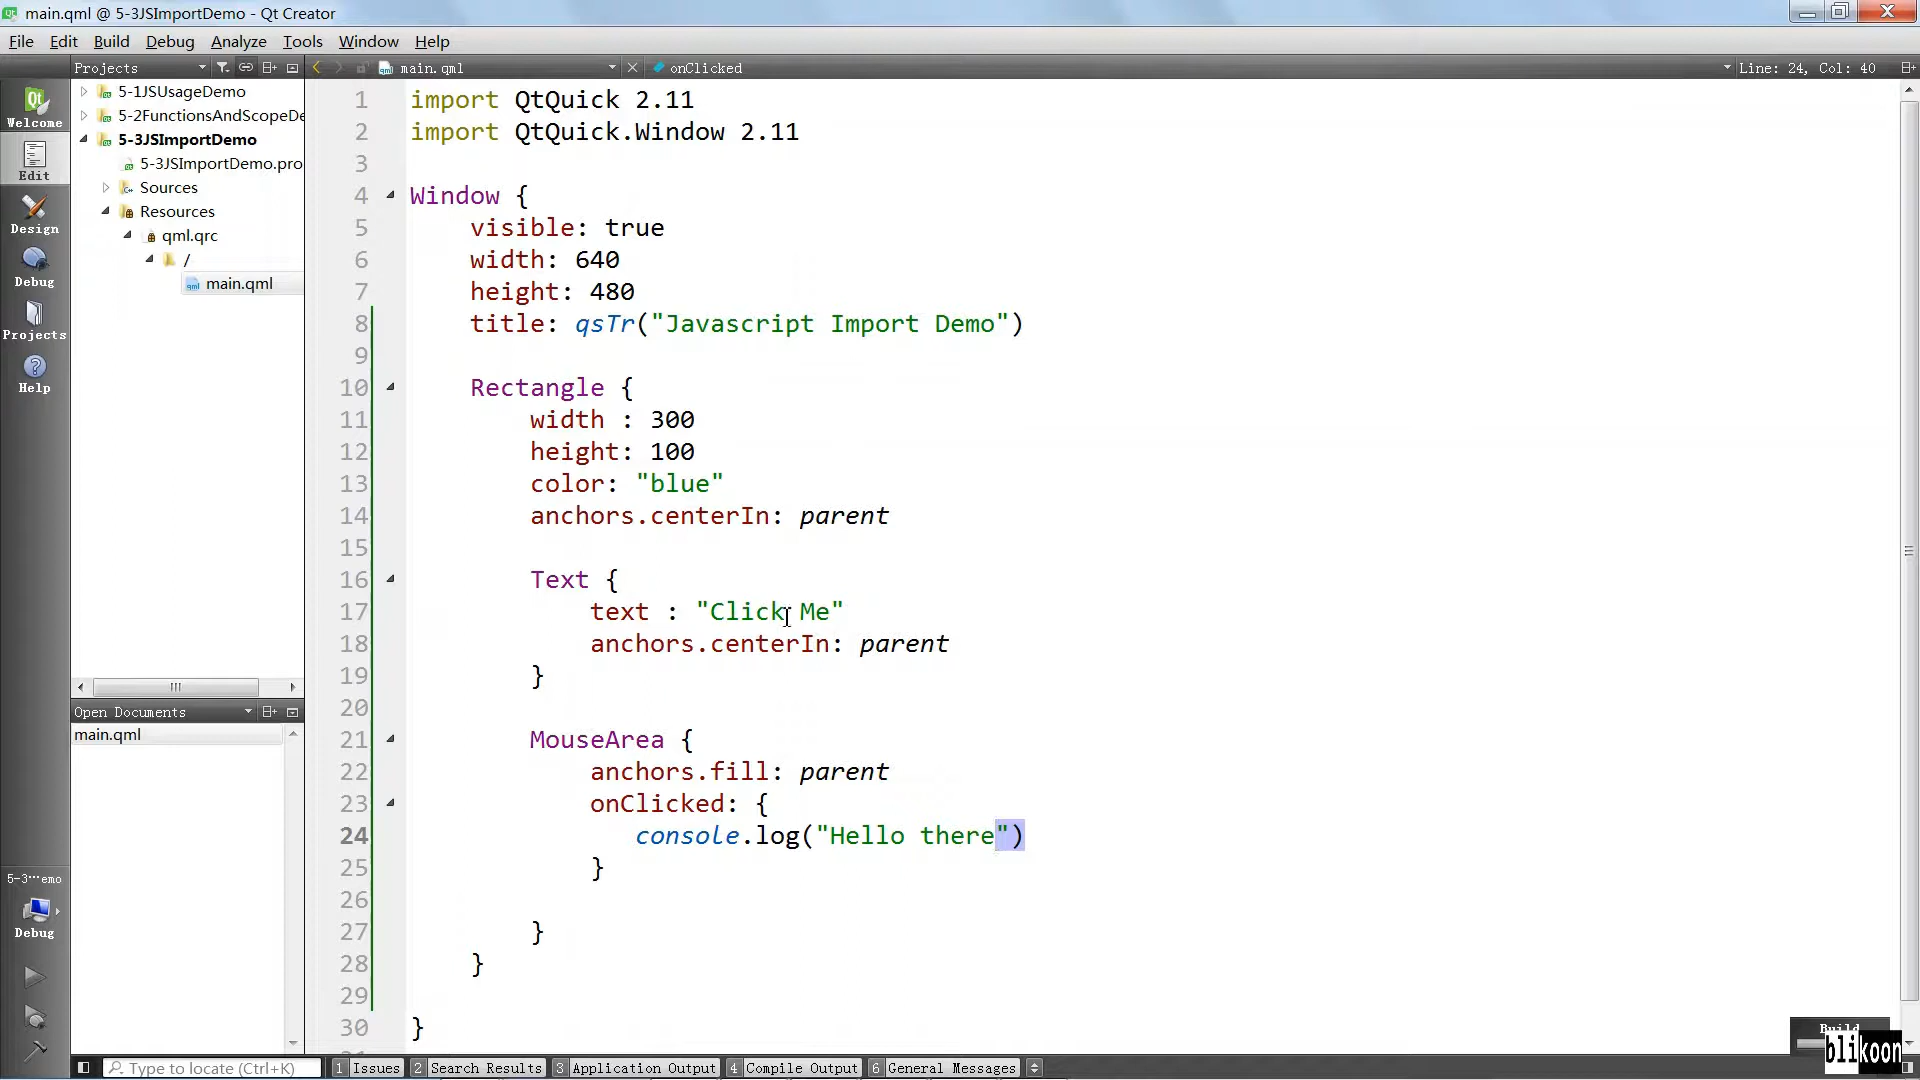 main.qml @ 5-3JSImportDemo - Qt Creator
File Edit Build Debug Analyze Tools Window Help
Projects main.qml onClicked Line: 24, Col: 40
Welcome
Edit
Design
Debug
Projects
Help
5-3···emo
Debug
5-1JSUsageDemo
5-2FunctionsAndScopeDe
5-3JSImportDemo
5-3JSImportDemo.pro
Sources
Resources
qml.qrc
/
main.qml
Open Documents
main.qml
1 import QtQuick 2.11
2 import QtQuick.Window 2.11
3
4 Window {
5 visible: true
6 width: 640
7 height: 480
8 title: qsTr("Javascript Import Demo")
9
10 Rectangle {
11 width : 300
12 height: 100
13 color: "blue"
14 anchors.centerIn: parent
15
16 Text {
17 text : "Click Me"
18 anchors.centerIn: parent
19 }
20
21 MouseArea {
22 anchors.fill: parent
23 onClicked: {
24 console.log("Hello there")
25 }
26
27 }
28 }
29
30 }
Build
blikoon
Type to locate (Ctrl+K) 1 Issues 2 Search Results 3 Application Output 4 Compile Output 6 General Messages